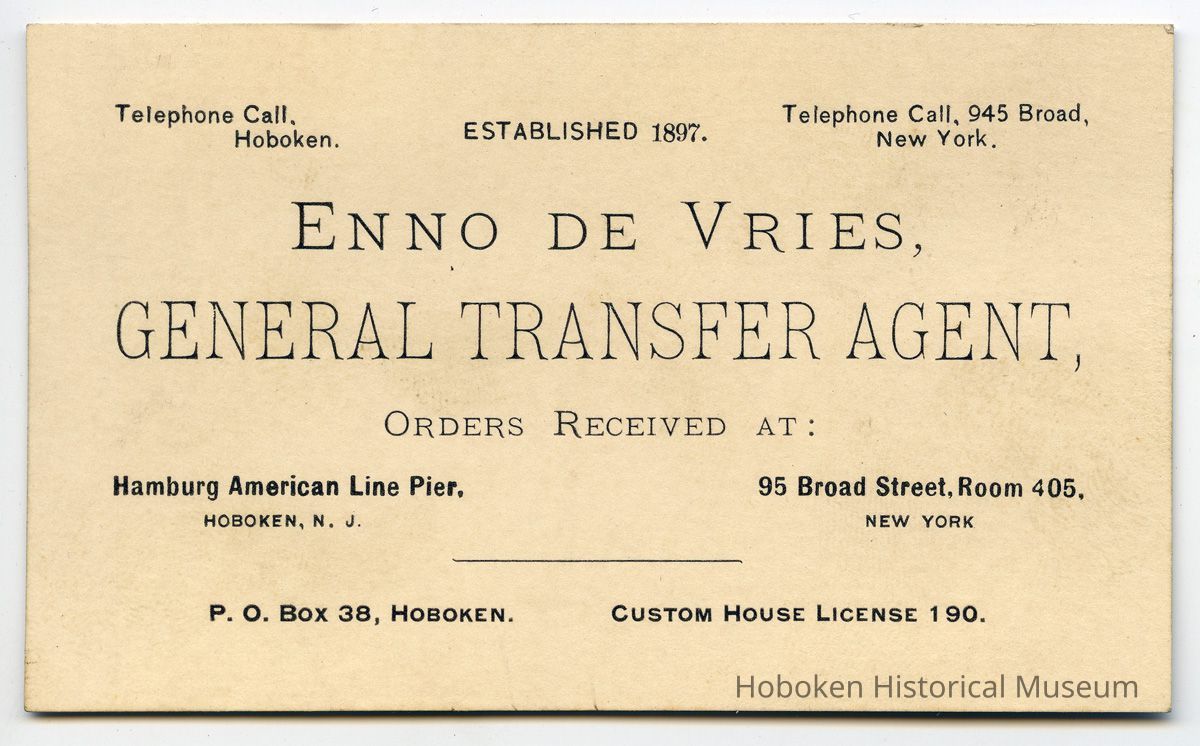 Telephone Call,
Hoboken.
ESTABLISHED 1897.
Telephone Call, 945 Broad,
New York.
ENNO DE VRIES,
GENERAL TRANSFER AGENT,
ORDERS RECEIVED AT:
Hamburg American Line Pier,
HOBOKEN, N. J.
95 Broad Street, Room 405,
NEW YORK
P. O. BOX 38, HOBOKEN.
CUSTOM HOUSE LICENSE 190.
Hoboken Historical Museum